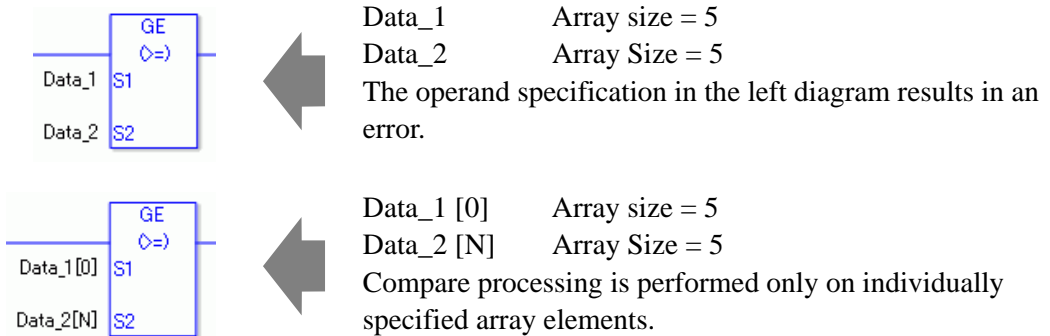 GE
(>=)
Data_1 S1
Data_2 S2
Data_1 Array size = 5
Data_2 Array Size = 5
The operand specification in the left diagram results in an
error.
GE
(>=)
Data_1[0] S1
Data_2[N] S2
Data_1 [0] Array size = 5
Data_2 [N] Array Size = 5
Compare processing is performed only on individually
specified array elements.